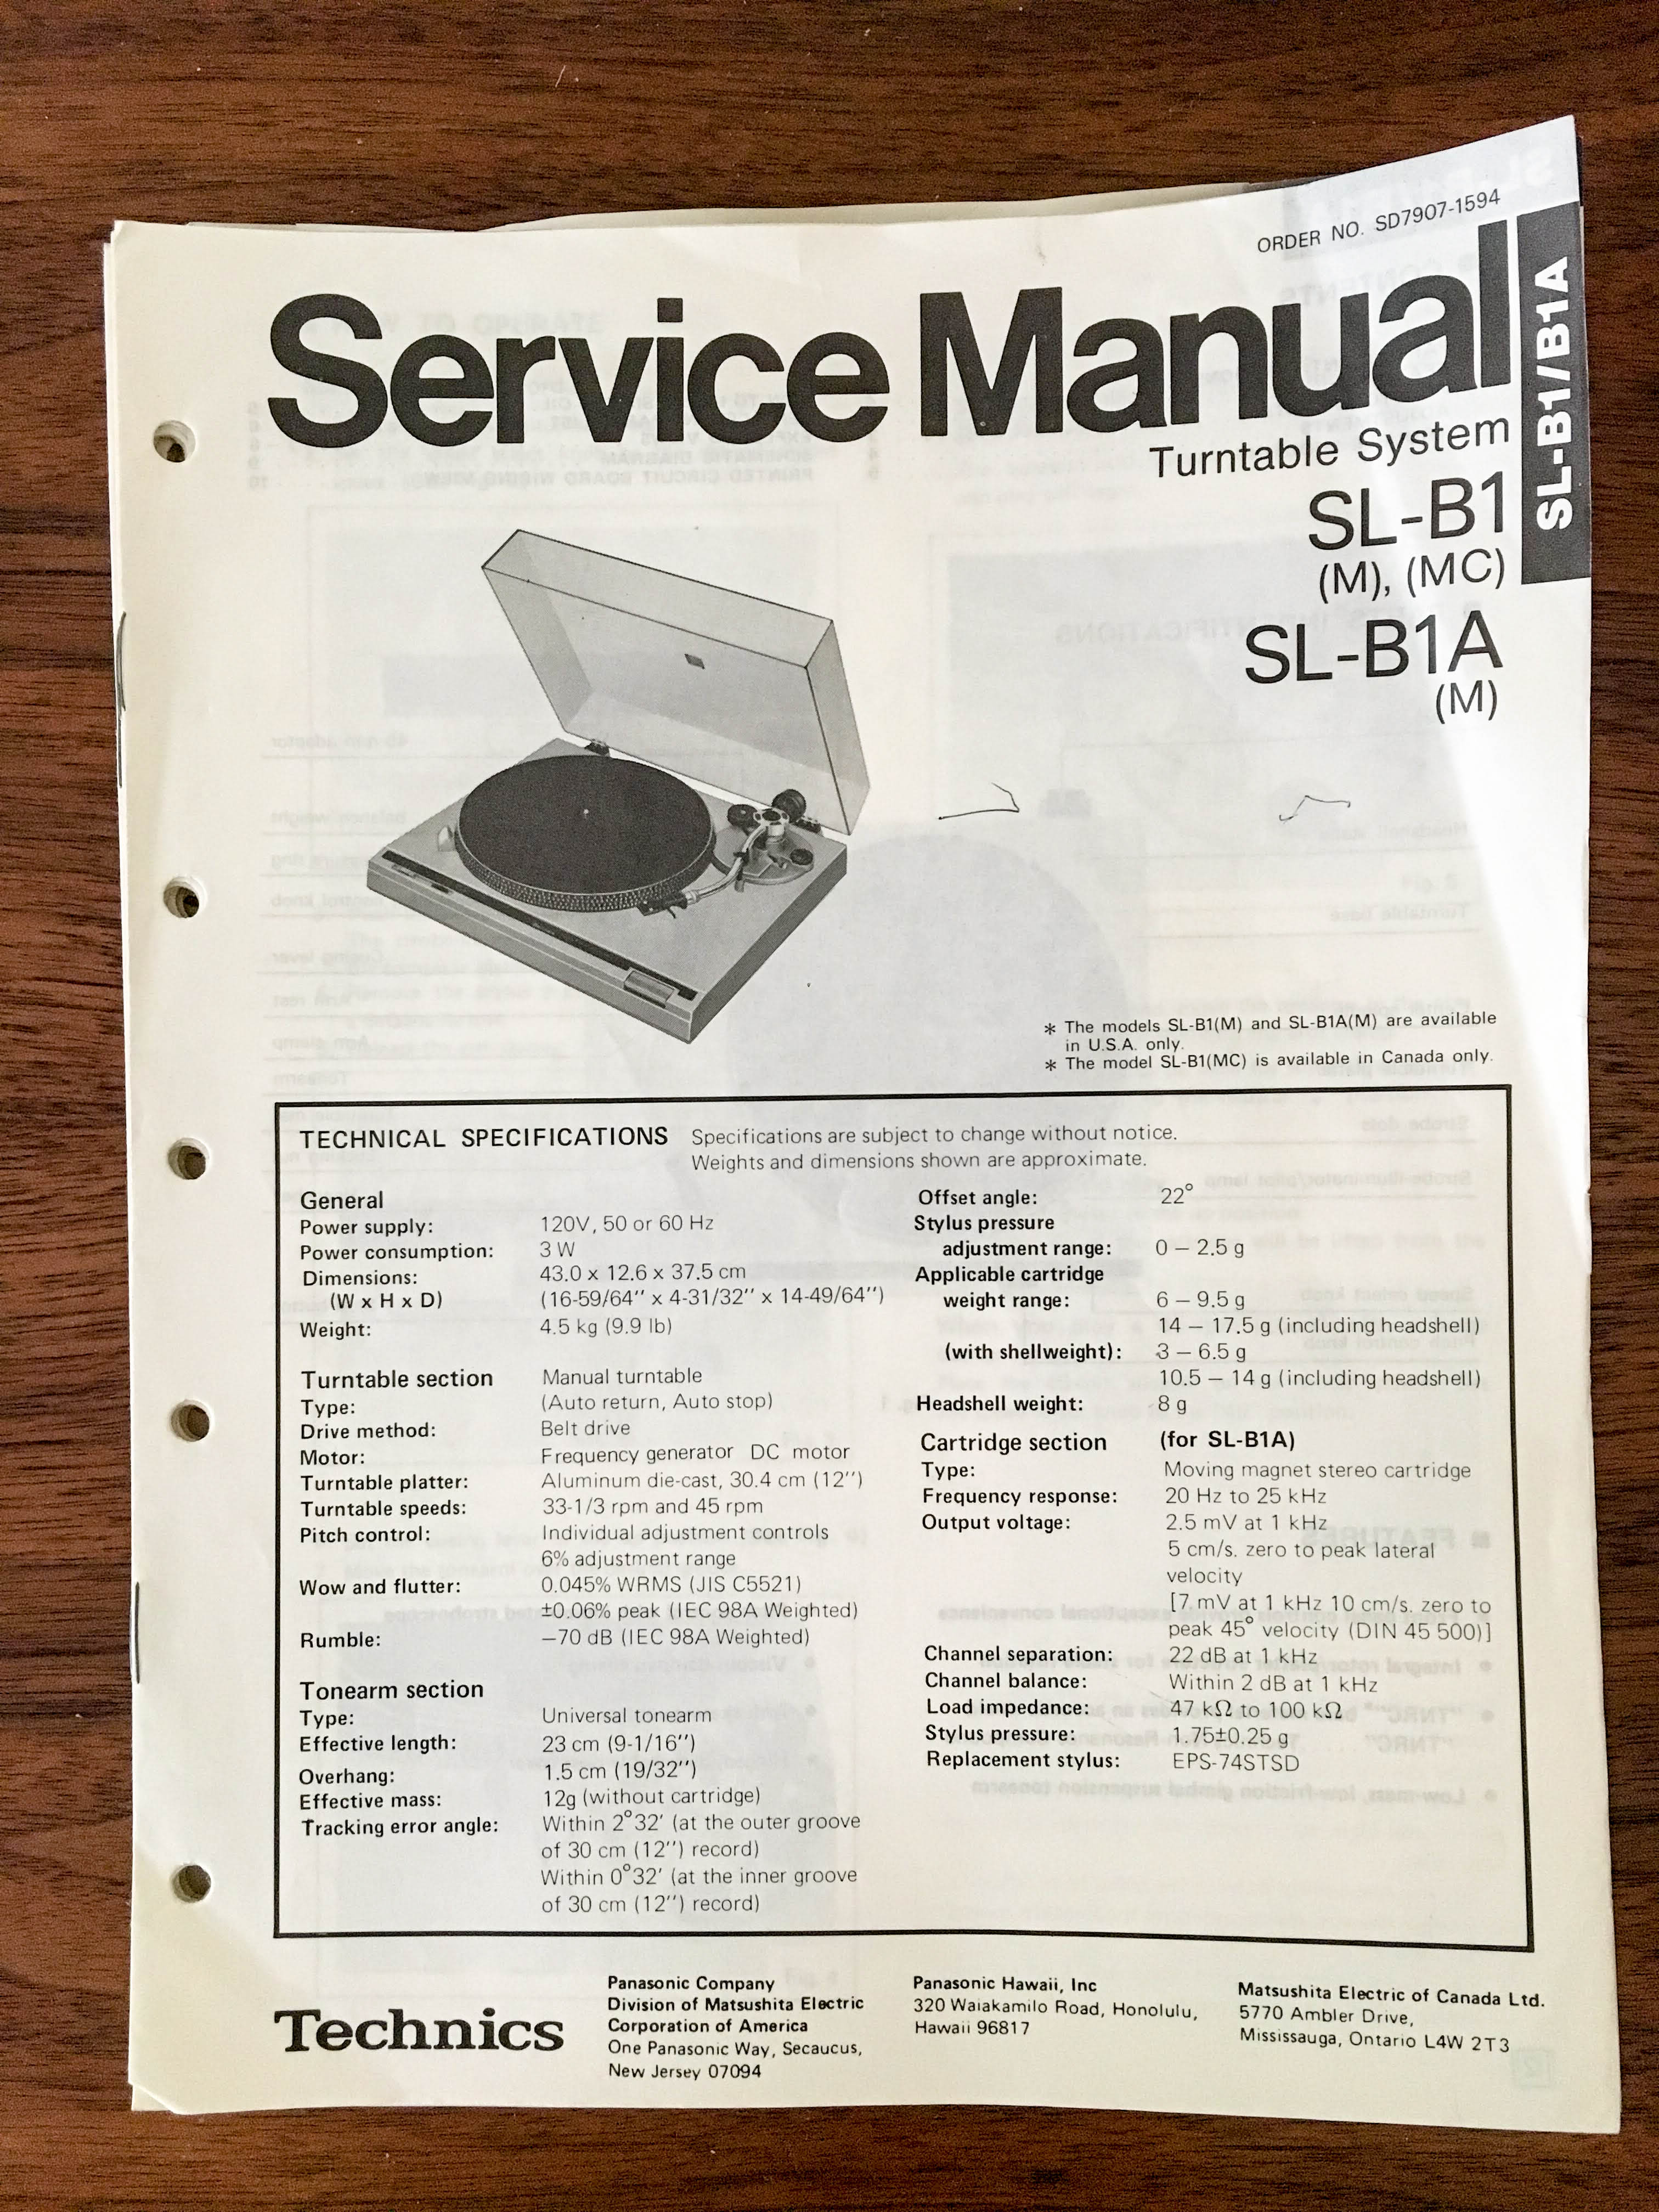 ORDER NO. SD7907-1594
Service Manual
SL-B1/B1A
Turntable System
SL-B1
(M), (MC)
SL-B1A
(M)
* The models SL-B1(M) and SL-B1A(M) are available
in U.S.A. only.
* The model SL-B1(MC) is available in Canada only.
TECHNICAL SPECIFICATIONS Specifications are subject to change without notice.
Weights and dimensions shown are approximate.
General
Power supply: 120V, 50 or 60 Hz
Power consumption: 3 W
Dimensions: 43.0 x 12.6 x 37.5 cm
(W x H x D) (16-59/64'' x 4-31/32'' x 14-49/64'')
Weight: 4.5 kg (9.9 lb)
Turntable section Manual turntable
Type: (Auto return, Auto stop)
Drive method: Belt drive
Motor: Frequency generator DC motor
Turntable platter: Aluminum die-cast, 30.4 cm (12'')
Turntable speeds: 33-1/3 rpm and 45 rpm
Pitch control: Individual adjustment controls
6% adjustment range
Wow and flutter: 0.045% WRMS (JIS C5521)
±0.06% peak (IEC 98A Weighted)
Rumble: −70 dB (IEC 98A Weighted)
Tonearm section
Type: Universal tonearm
Effective length: 23 cm (9-1/16'')
Overhang: 1.5 cm (19/32'')
Effective mass: 12g (without cartridge)
Tracking error angle: Within 2°32' (at the outer groove
of 30 cm (12'') record)
Within 0°32' (at the inner groove
of 30 cm (12'') record)
Offset angle: 22°
Stylus pressure
adjustment range: 0 – 2.5 g
Applicable cartridge
weight range: 6 – 9.5 g
14 – 17.5 g (including headshell)
(with shellweight): 3 – 6.5 g
10.5 – 14 g (including headshell)
Headshell weight: 8 g
Cartridge section (for SL-B1A)
Type: Moving magnet stereo cartridge
Frequency response: 20 Hz to 25 kHz
Output voltage: 2.5 mV at 1 kHz
5 cm/s. zero to peak lateral
velocity
[7 mV at 1 kHz 10 cm/s. zero to
peak 45° velocity (DIN 45 500)]
Channel separation: 22 dB at 1 kHz
Channel balance: Within 2 dB at 1 kHz
Load impedance: 47 kΩ to 100 kΩ
Stylus pressure: 1.75±0.25 g
Replacement stylus: EPS-74STSD
Technics
Panasonic Company
Division of Matsushita Electric
Corporation of America
One Panasonic Way, Secaucus,
New Jersey 07094
Panasonic Hawaii, Inc
320 Waiakamilo Road, Honolulu,
Hawaii 96817
Matsushita Electric of Canada Ltd.
5770 Ambler Drive,
Mississauga, Ontario L4W 2T3